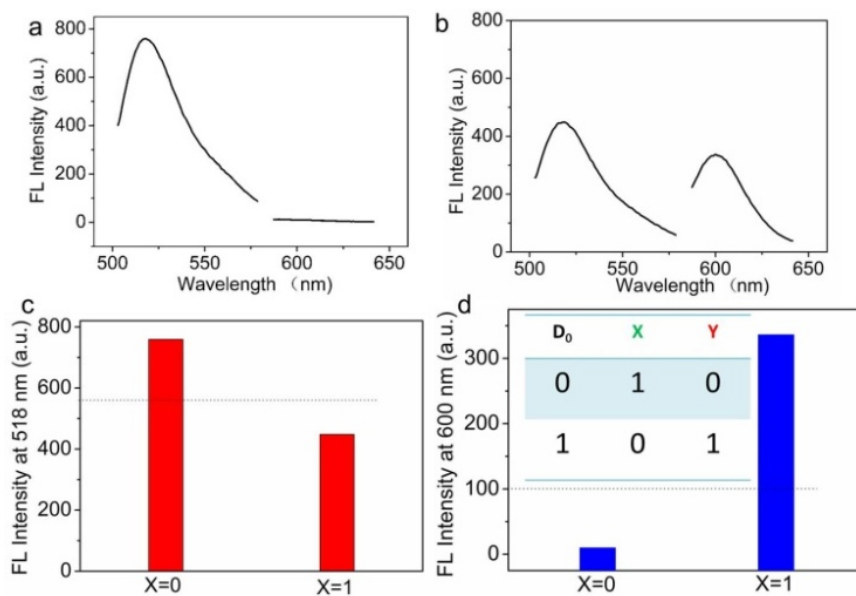 a
800
600
400
200
0
FL Intensity (a.u.)
500 550 600 650
Wavelength （nm）
b
800
600
400
200
0
FL Intensity (a.u.)
500 550 600 650
Wavelength （nm)
c
800
600
400
200
0
FL Intensity at 518 nm (a.u.)
X=0 X=1
d
300
200
100
0
FL Intensity at 600 nm (a.u.)
D0 X Y
0 1 0
1 0 1
X=0 X=1